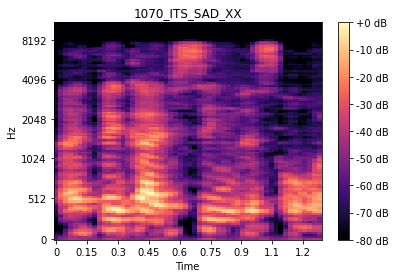 1070_ITS_SAD_XX
+0 dB
8192
-10 dB
4096
-20 dB
-30 dB
2048
Hz
-40 dB
1024
-50 dB
-60 dB
512
-70 dB
0
-80 dB
0 0.15 0.3 0.45 0.6 0.75 0.9 1.1 1.2
Time